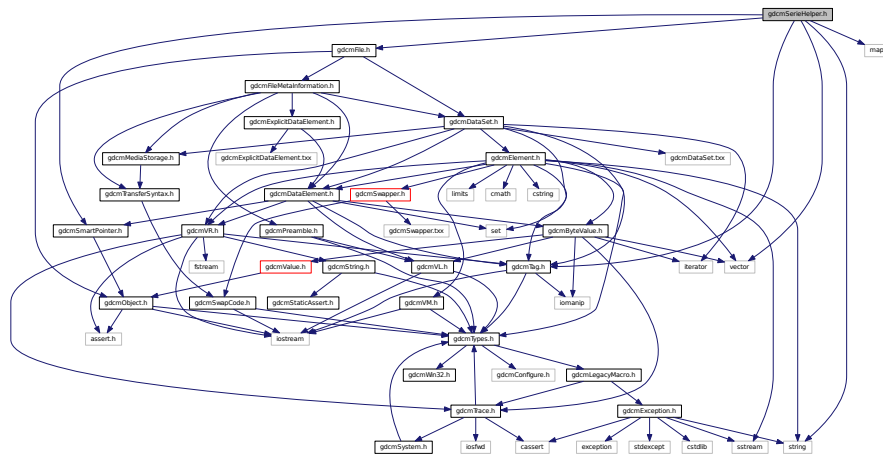 gdcmSerieHelper.h
gdcmFile.h
map
gdcmFileMetaInformation.h
gdcmExplicitDataElement.h
gdcmDataSet.h
gdcmMediaStorage.h
gdcmExplicitDataElement.txx
gdcmElement.h
gdcmDataSet.txx
gdcmTransferSyntax.h
gdcmDataElement.h
gdcmSwapper.h
limits
cmath
cstring
gdcmSmartPointer.h
gdcmVR.h
gdcmPreamble.h
gdcmSwapper.txx
set
gdcmByteValue.h
fstream
gdcmValue.h
gdcmString.h
gdcmVL.h
gdcmTag.h
iterator
vector
gdcmObject.h
gdcmSwapCode.h
gdcmStaticAssert.h
gdcmVM.h
iomanip
assert.h
iostream
gdcmTypes.h
gdcmWin32.h
gdcmConfigure.h
gdcmLegacyMacro.h
gdcmTrace.h
gdcmException.h
gdcmSystem.h
iosfwd
cassert
exception
stdexcept
cstdlib
sstream
string